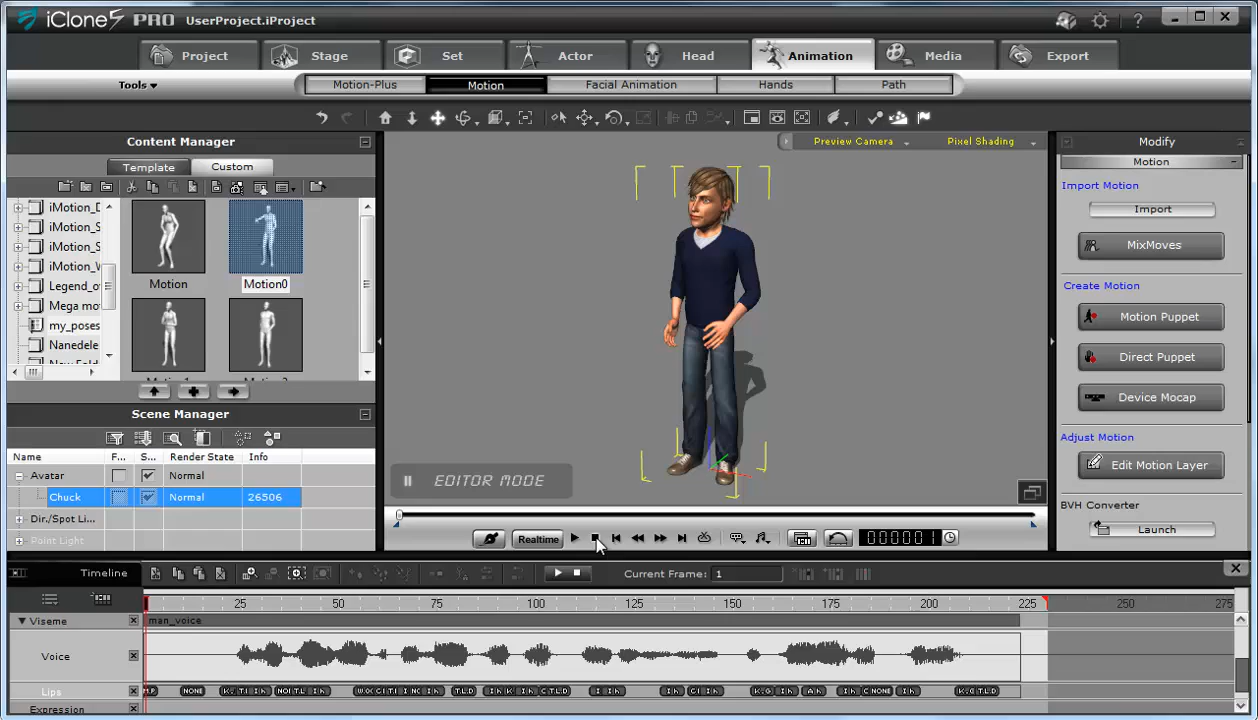 iClone5 PRO UserProject.iProject
Project Stage Set Actor Head Animation Media Export
Tools Motion-Plus Motion Facial Animation Hands Path
Content Manager
Template Custom
iMotion_D
iMotion_S
iMotion_S
iMotion_W
Legend_o
Mega mo
my_poses
Nanedele
Motion Motion0
Preview Camera Pixel Shading
EDITOR MODE
Modify
Motion
Import Motion
Import
MixMoves
Create Motion
Motion Puppet
Direct Puppet
Device Mocap
Adjust Motion
Edit Motion Layer
BVH Converter
Launch
Scene Manager
Name F... S... Render State Info
Avatar Normal
Chuck Normal 26506
Dir./Spot Li...
Point Light
Realtime 000001
Timeline Current Frame: 1
25 50 75 100 125 150 175 200 225 250 275
Viseme man_voice
Voice
Lips
Expression